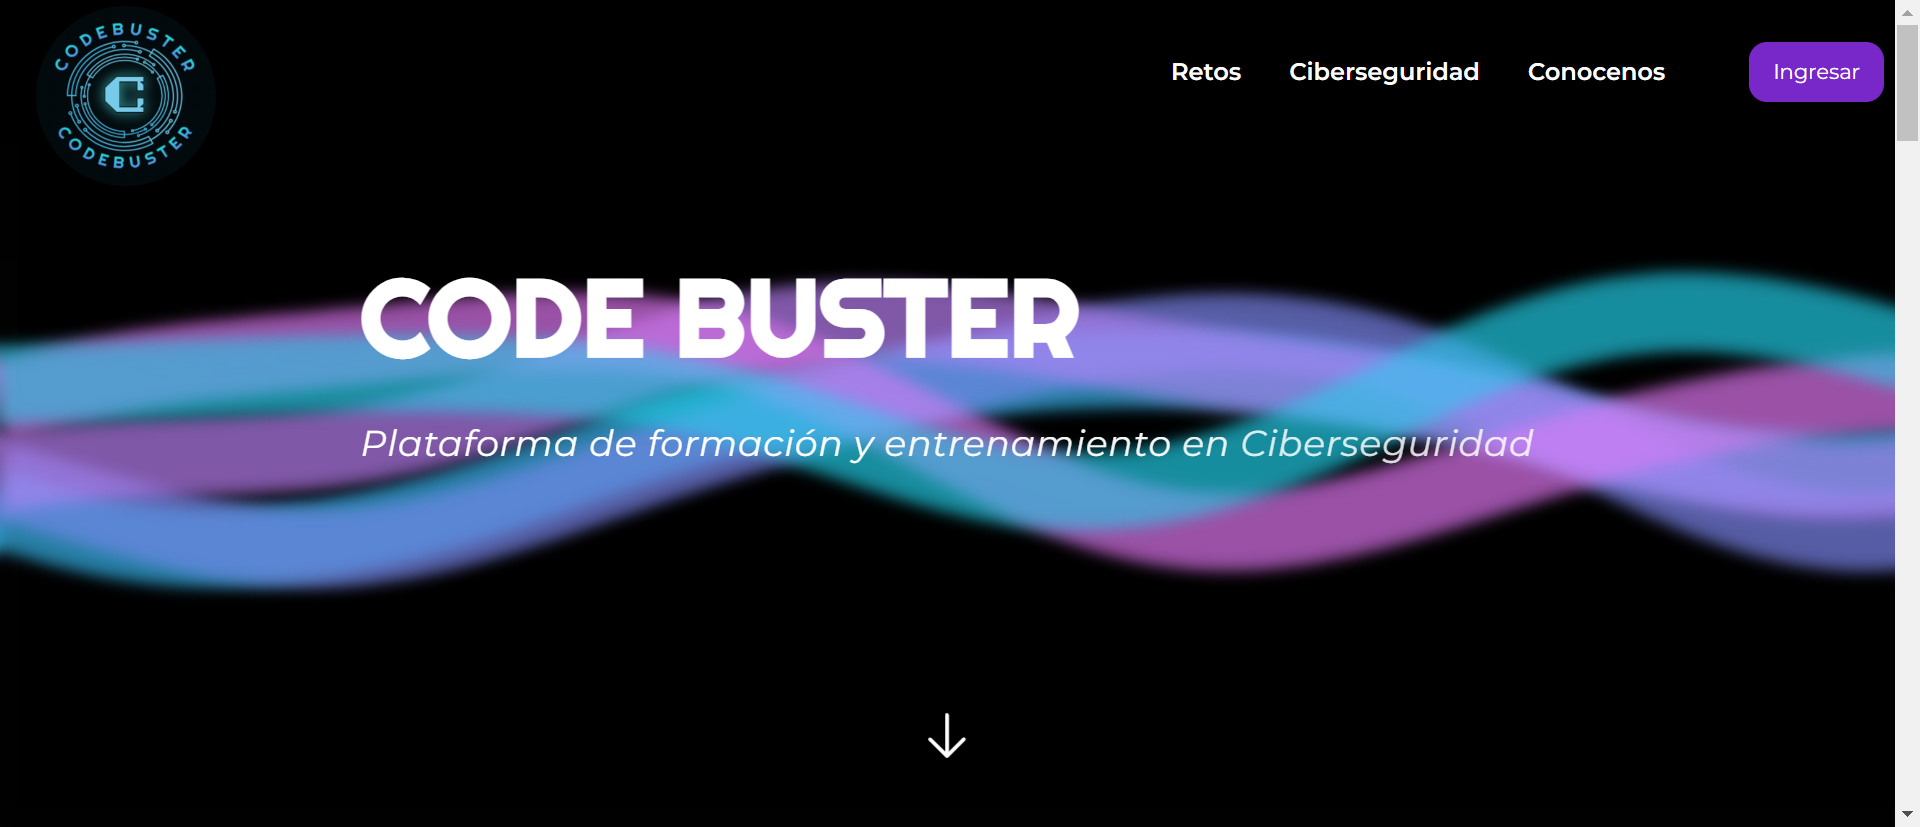 CODEBUSTER
C
CODEBUSTER
Retos Ciberseguridad Conocenos Ingresar
CODE BUSTER
Plataforma de formación y entrenamiento en Ciberseguridad